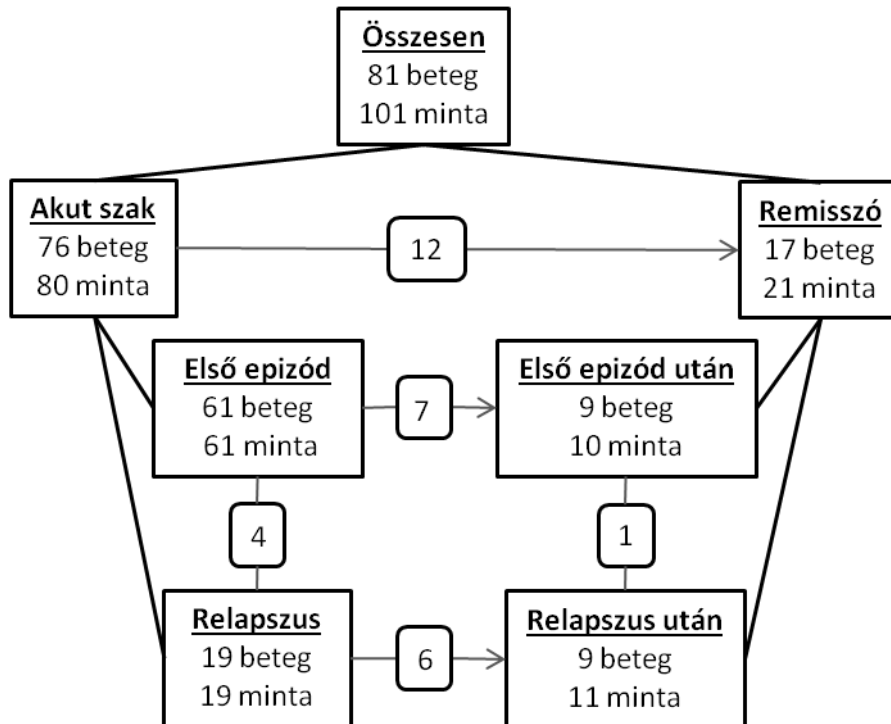 Összesen
81 beteg
101 minta
Akut szak
76 beteg
80 minta
12
Remisszó
17 beteg
21 minta
Első epizód
61 beteg
61 minta
7
Első epizód után
9 beteg
10 minta
4
1
Relapszus
19 beteg
19 minta
6
Relapszus után
9 beteg
11 minta